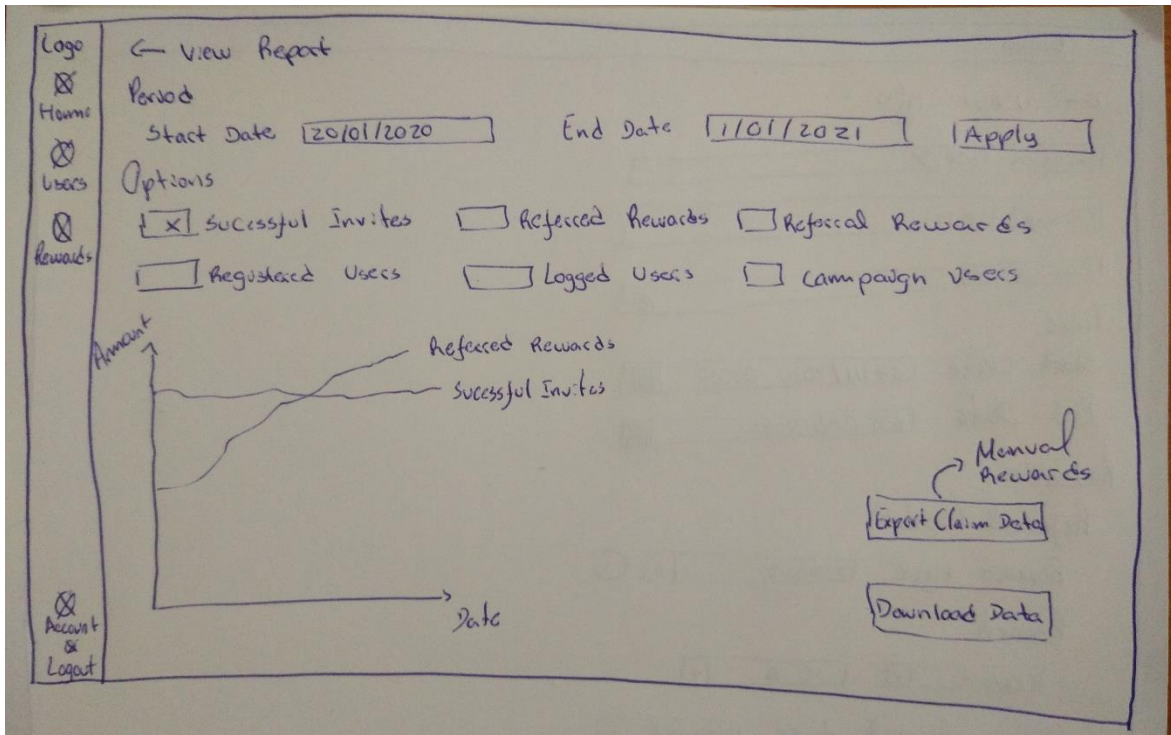 Logo
Home
Users
Rewards
Account
&
Logout
← View Report
Period
Start Date 20/01/2020 End Date 1/01/2021 Apply
Options
X Sucessful Invites Referred Rewards Referral Rewards
Registered Users Logged Users Campaign Users
Amount
Referred Rewards
Sucessful Invites
Date
Manual
Rewards
Export Claim Data
Download Data